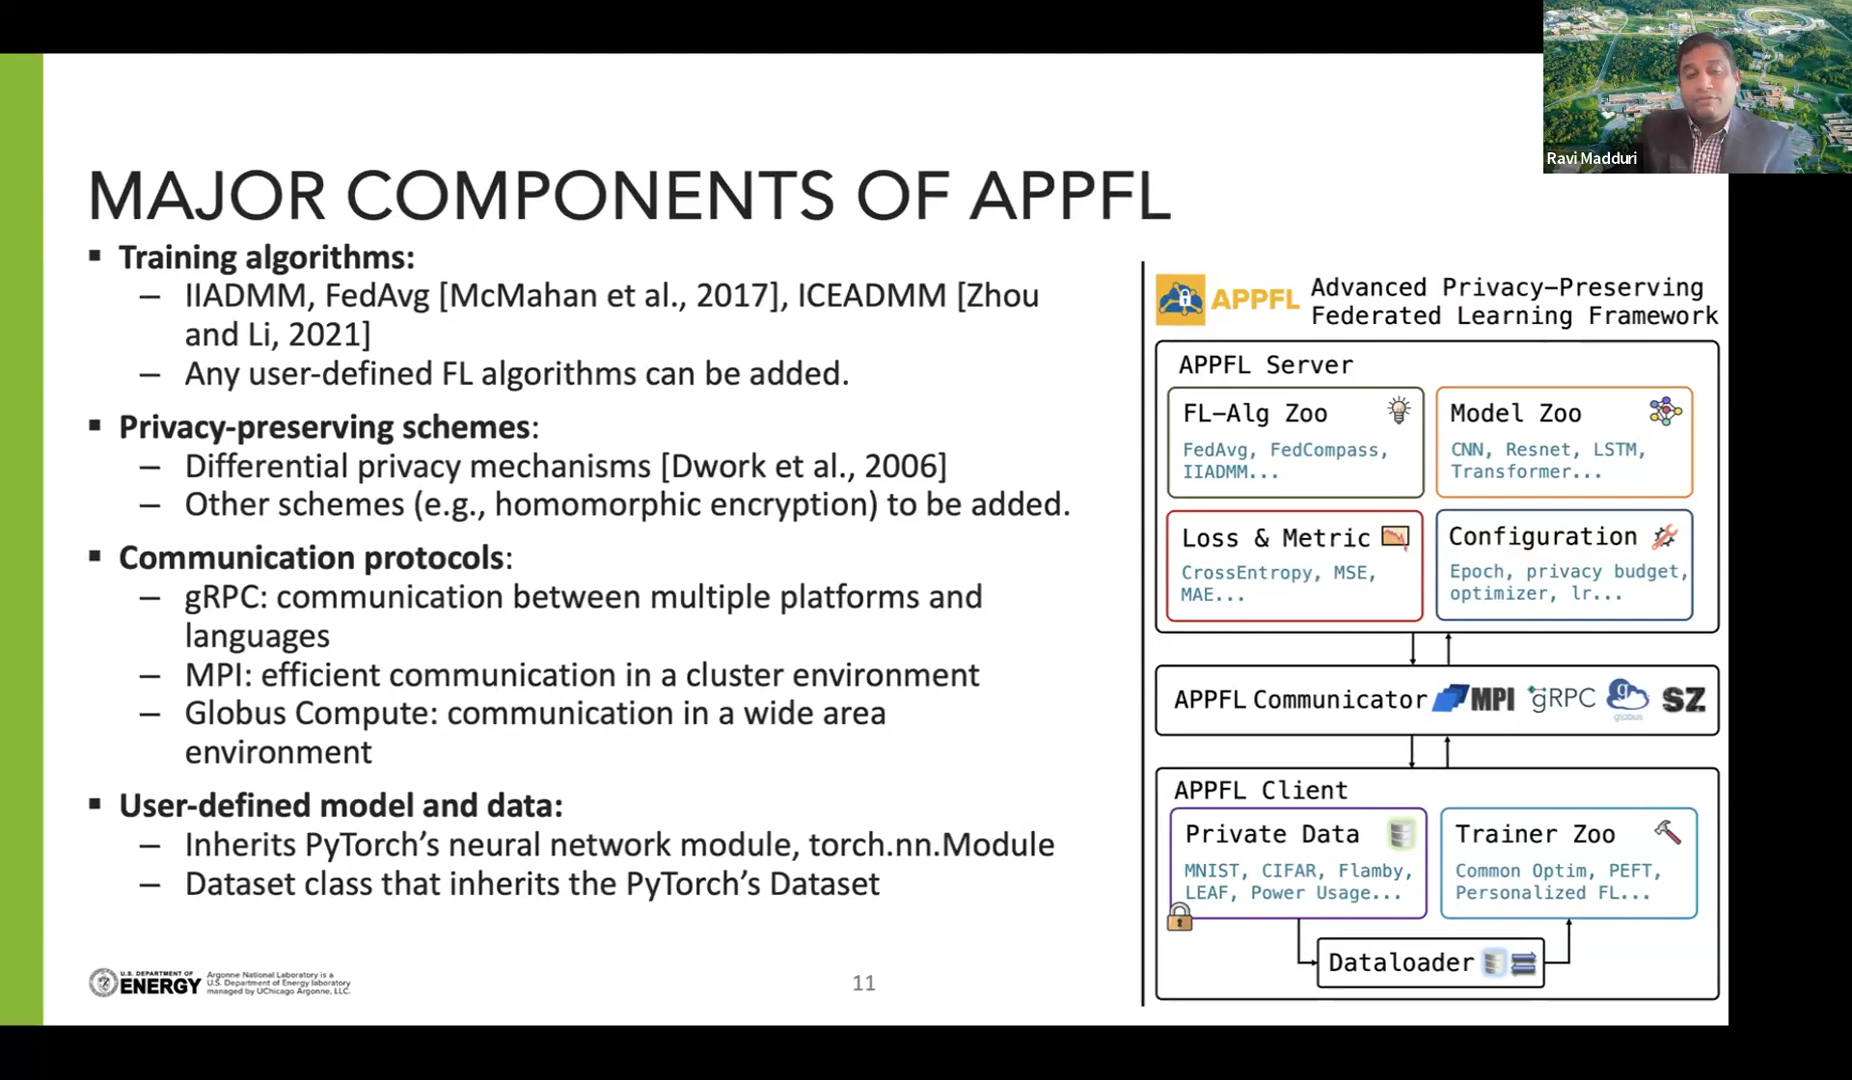 Ravi Madduri
MAJOR COMPONENTS OF APPFL
▪ Training algorithms:
– IIADMM, FedAvg [McMahan et al., 2017], ICEADMM [Zhou
and Li, 2021]
– Any user-defined FL algorithms can be added.
▪ Privacy-preserving schemes:
– Differential privacy mechanisms [Dwork et al., 2006]
– Other schemes (e.g., homomorphic encryption) to be added.
▪ Communication protocols:
– gRPC: communication between multiple platforms and
languages
– MPI: efficient communication in a cluster environment
– Globus Compute: communication in a wide area
environment
▪ User-defined model and data:
– Inherits PyTorch’s neural network module, torch.nn.Module
– Dataset class that inherits the PyTorch’s Dataset
U.S. DEPARTMENT OF
ENERGY
Argonne National Laboratory is a
U.S. Department of Energy laboratory
managed by UChicago Argonne, LLC.
11
APPFL
Advanced Privacy-Preserving
Federated Learning Framework
APPFL Server
FL-Alg Zoo
FedAvg, FedCompass,
IIADMM...
Model Zoo
CNN, Resnet, LSTM,
Transformer...
Loss & Metric
CrossEntropy, MSE,
MAE...
Configuration
Epoch, privacy budget,
optimizer, lr...
APPFL Communicator MPI gRPC globus SZ
APPFL Client
Private Data
MNIST, CIFAR, Flamby,
LEAF, Power Usage...
Trainer Zoo
Common Optim, PEFT,
Personalized FL...
Dataloader